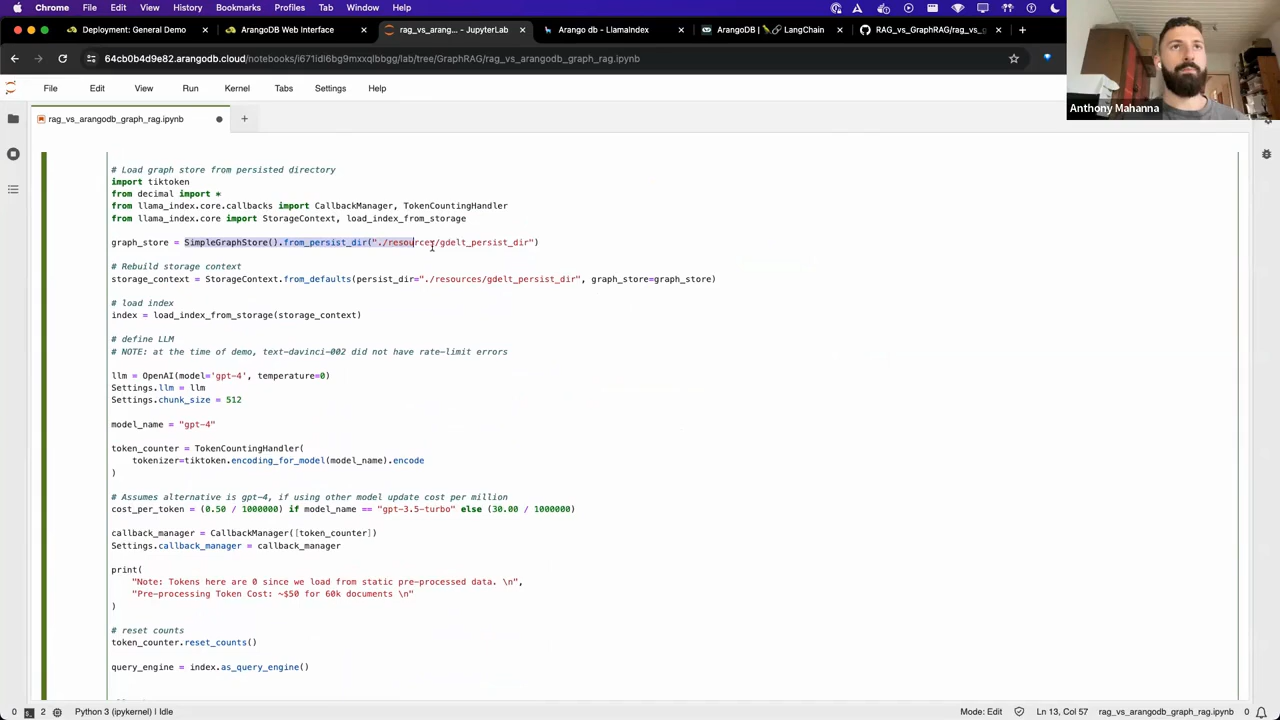 Chrome File Edit View History Bookmarks Profiles Tab Window Help
Deployment: General Demo
ArangoDB Web Interface
rag_vs_arang... - JupyterLab
Arango db - LlamaIndex
ArangoDB | 🦜️🔗 LangChain
RAG_vs_GraphRAG/rag_vs_g
64cb0b4d9e82.arangodb.cloud/notebooks/i671idl6bg9mxxqlbbgg/lab/tree/GraphRAG/rag_vs_arangodb_graph_rag.ipynb
File Edit View Run Kernel Tabs Settings Help
Anthony Mahanna
rag_vs_arangodb_graph_rag.ipynb
# Load graph store from persisted directory
import tiktoken
from decimal import *
from llama_index.core.callbacks import CallbackManager, TokenCountingHandler
from llama_index.core import StorageContext, load_index_from_storage
graph_store = SimpleGraphStore().from_persist_dir("./resources/gdelt_persist_dir")
# Rebuild storage context
storage_context = StorageContext.from_defaults(persist_dir="./resources/gdelt_persist_dir", graph_store=graph_store)
# load index
index = load_index_from_storage(storage_context)
# define LLM
# NOTE: at the time of demo, text-davinci-002 did not have rate-limit errors
llm = OpenAI(model='gpt-4', temperature=0)
Settings.llm = llm
Settings.chunk_size = 512
model_name = "gpt-4"
token_counter = TokenCountingHandler(
tokenizer=tiktoken.encoding_for_model(model_name).encode
)
# Assumes alternative is gpt-4, if using other model update cost per million
cost_per_token = (0.50 / 1000000) if model_name == "gpt-3.5-turbo" else (30.00 / 1000000)
callback_manager = CallbackManager([token_counter])
Settings.callback_manager = callback_manager
print(
"Note: Tokens here are 0 since we load from static pre-processed data. \n",
"Pre-processing Token Cost: ~$50 for 60k documents \n"
)
# reset counts
token_counter.reset_counts()
query_engine = index.as_query_engine()
0 2 Python 3 (ipykernel) | Idle
Mode: Edit Ln 13, Col 57 rag_vs_arangodb_graph_rag.ipynb 0